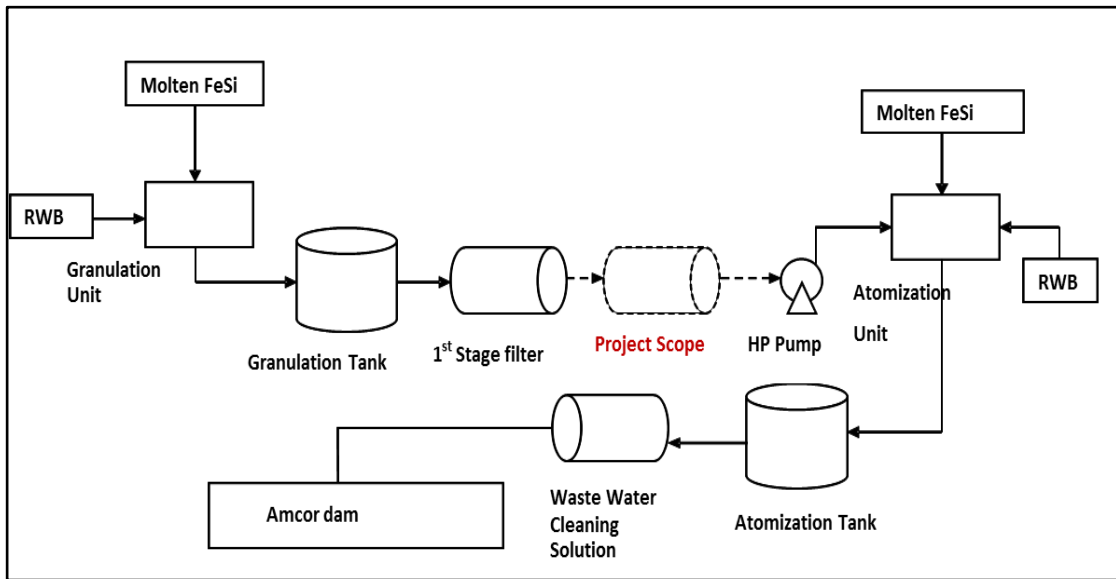 Molten FeSi
Molten FeSi
RWB
Granulation
Unit
Atomization
Unit
RWB
Granulation Tank
1st Stage filter
Project Scope
HP Pump
Amcor dam
Waste Water
Cleaning
Solution
Atomization Tank